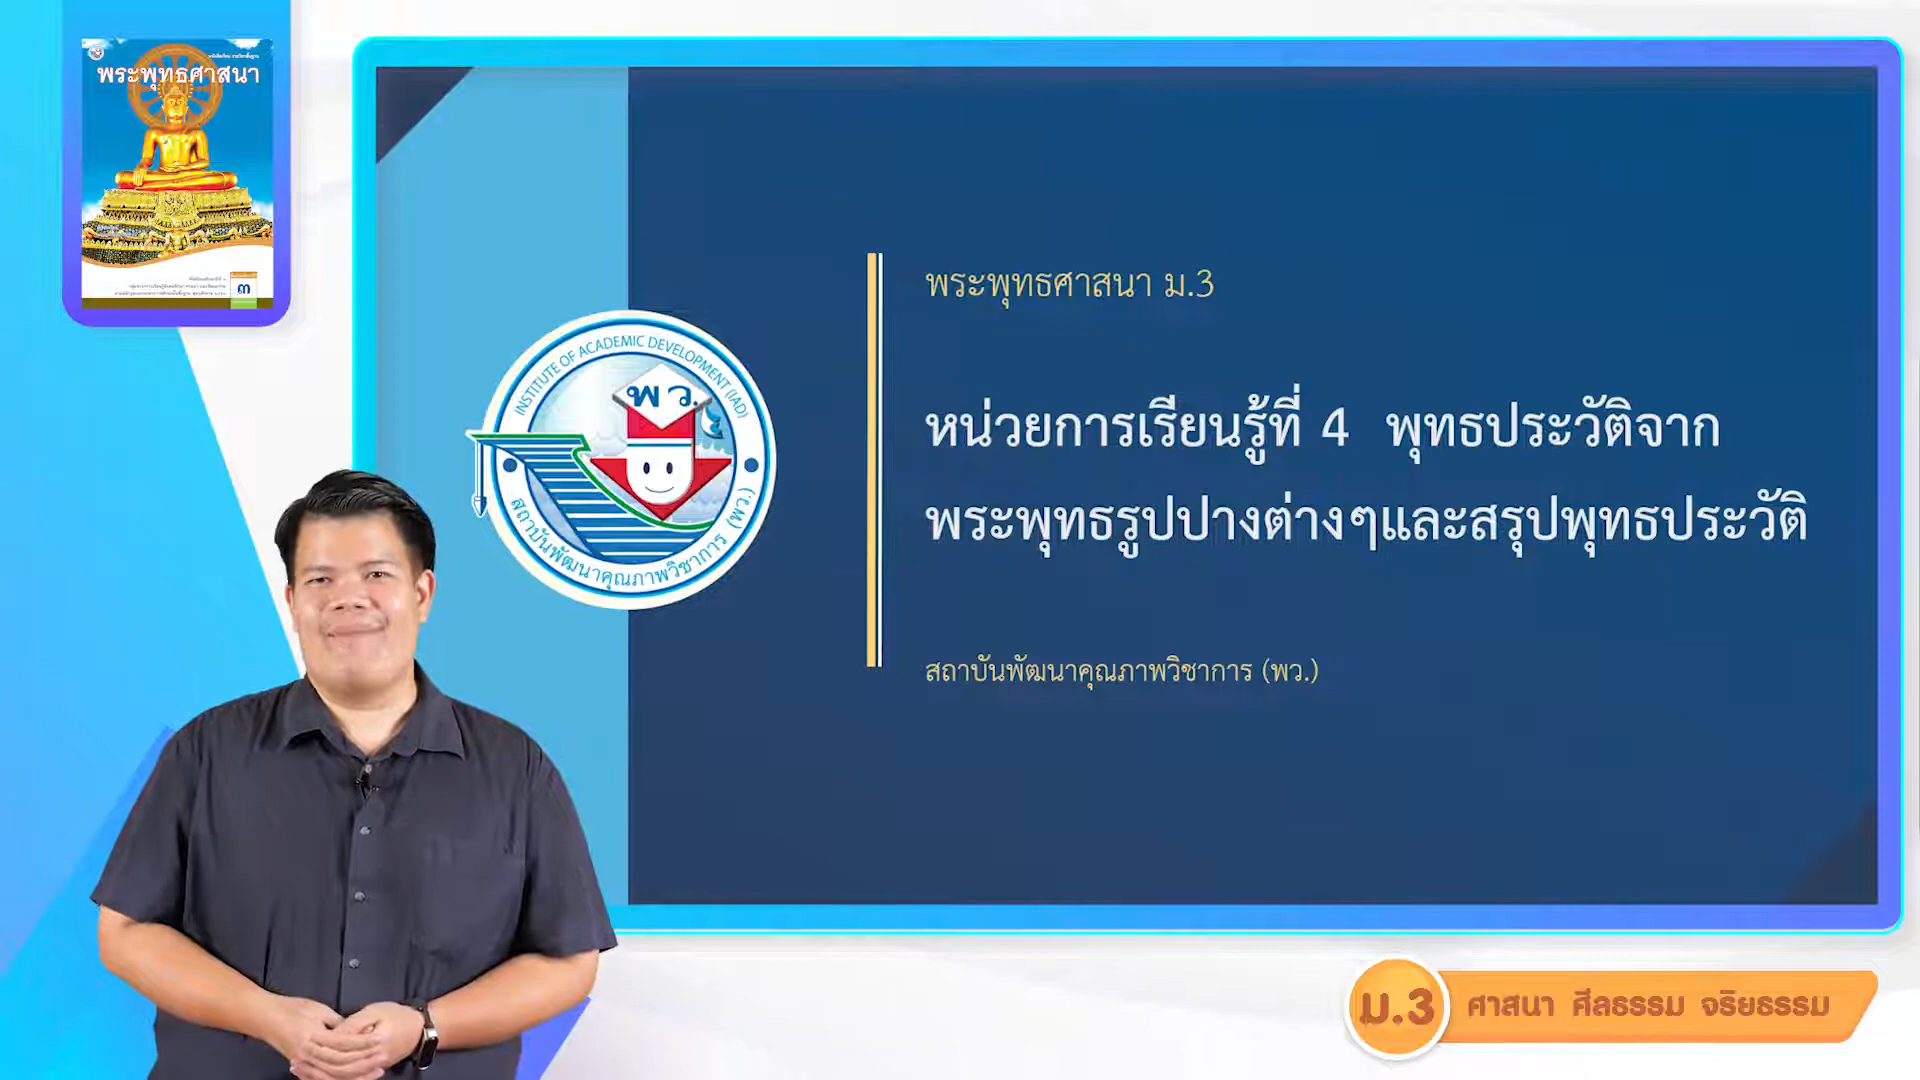 พระพุทธศาสนา
๓
พระพุทธศาสนา ม.3
หน่วยการเรียนรู้ที่ 4 พุทธประวัติจาก
พระพุทธรูปปางต่างๆและสรุปพุทธประวัติ
สถาบันพัฒนาคุณภาพวิชาการ (พว.)
INSTITUTE OF ACADEMIC DEVELOPMENT (IAD)
พว.
สถาบันพัฒนาคุณภาพวิชาการ (พว.)
ม.3 ศาสนา ศีลธรรม จริยธรรม